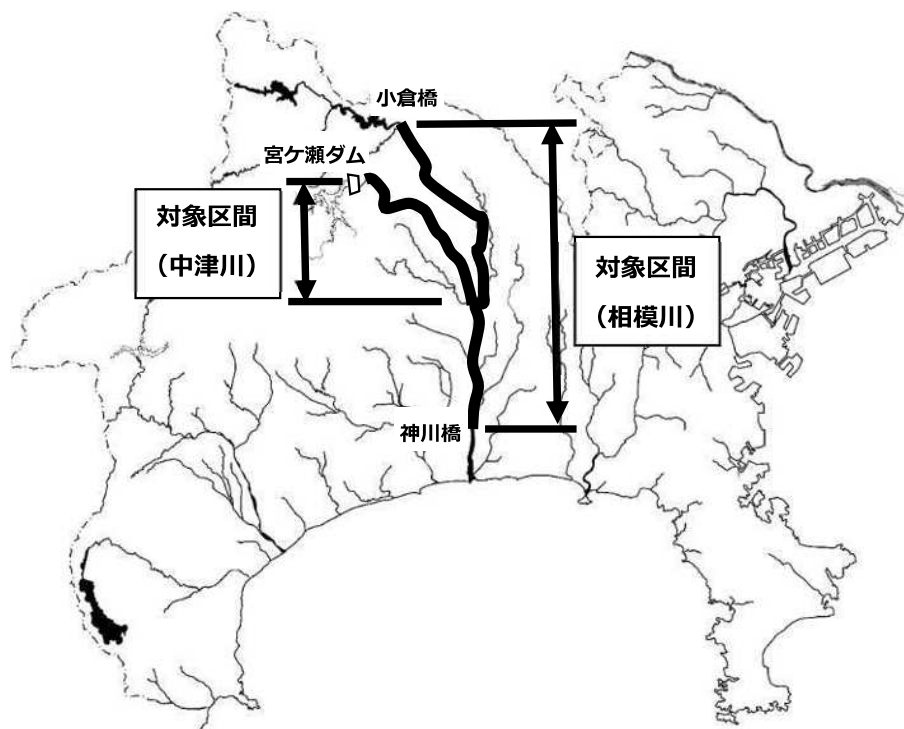 小倉橋
宮ケ瀬ダム
対象区間
（中津川）
対象区間
（相模川）
神川橋